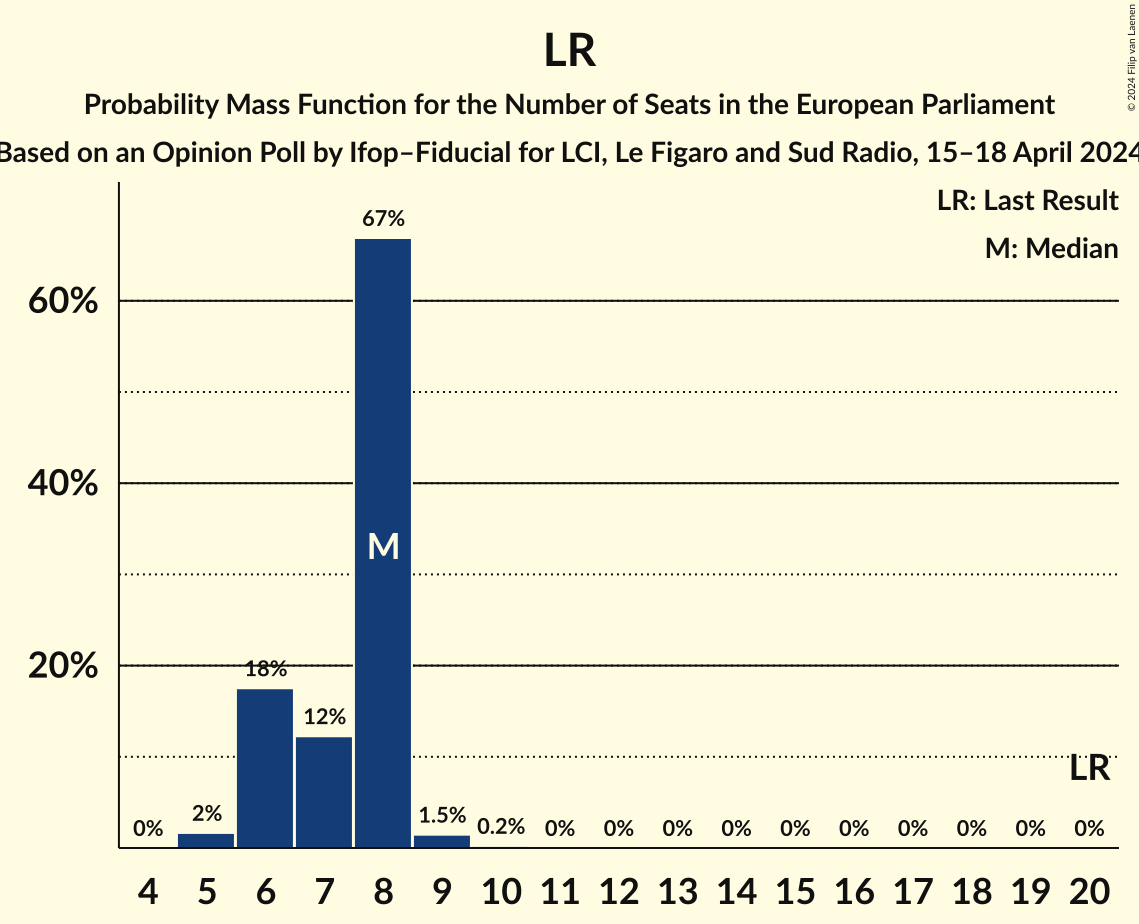 LR
Probability Mass Function for the Number of Seats in the European Parliament
Based on an Opinion Poll by Ifop–Fiducial for LCI, Le Figaro and Sud Radio, 15–18 April 2024
© 2024 Filip van Laenen
LR: Last Result
M: Median
67%
60%
40%
M
20%
18%
12%
LR
0% 2% 1.5% 0.2% 0% 0% 0% 0% 0% 0% 0% 0% 0% 0%
4 5 6 7 8 9 10 11 12 13 14 15 16 17 18 19 20